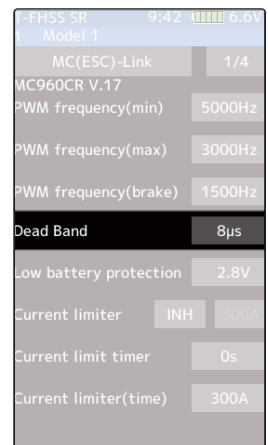 T-FHSS SR 9:42 6.6V
1 Model 1
MC(ESC)-Link 1/4
MC960CR V.17
PWM frequency(min) 5000Hz
PWM frequency(max) 3000Hz
PWM frequency(brake) 1500Hz
Dead Band 8µs
Low battery protection 2.8V
Current limiter INH 300A
Current limit timer 0s
Current limiter(time) 300A